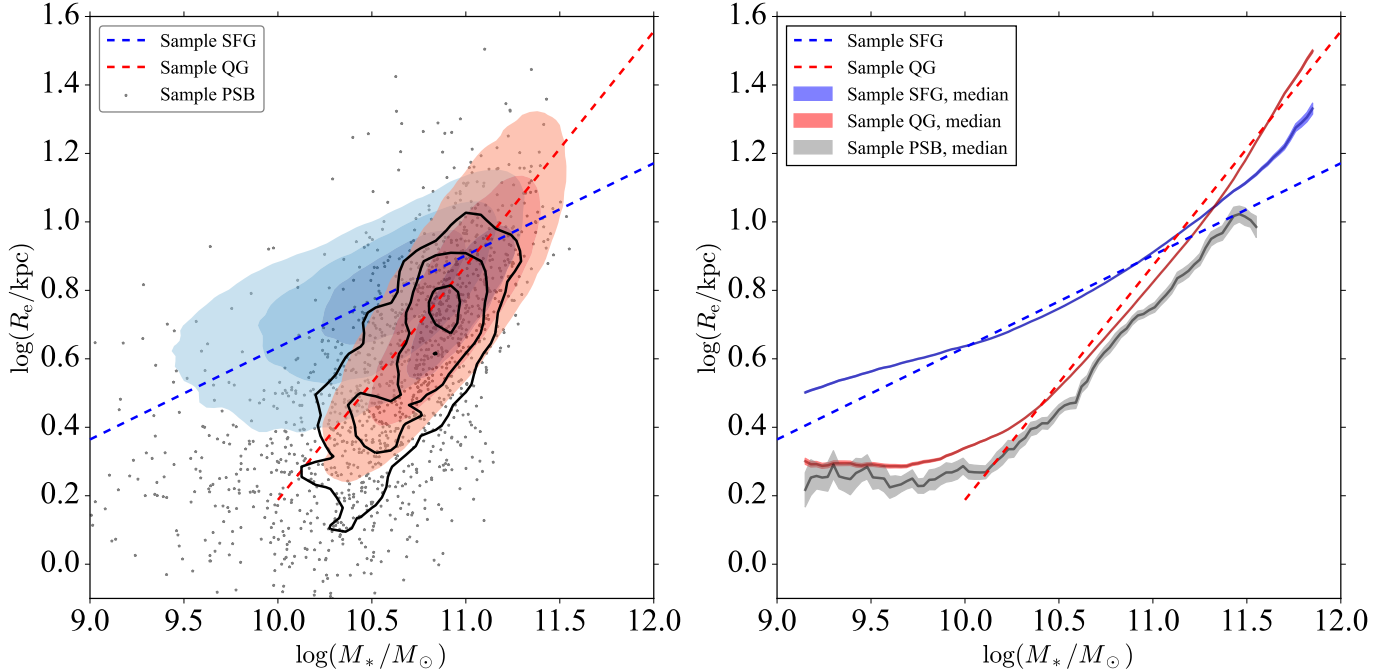 1.6
1.4
1.2
1.0
0.8
0.6
0.4
0.2
0.0
log(R_e/kpc)
Sample SFG
Sample QG
Sample PSB
9.0 9.5 10.0 10.5 11.0 11.5 12.0
log(M_*/M_⊙)
1.6
1.4
1.2
1.0
0.8
0.6
0.4
0.2
0.0
log(R_e/kpc)
Sample SFG
Sample QG
Sample SFG, median
Sample QG, median
Sample PSB, median
9.0 9.5 10.0 10.5 11.0 11.5 12.0
log(M_*/M_⊙)